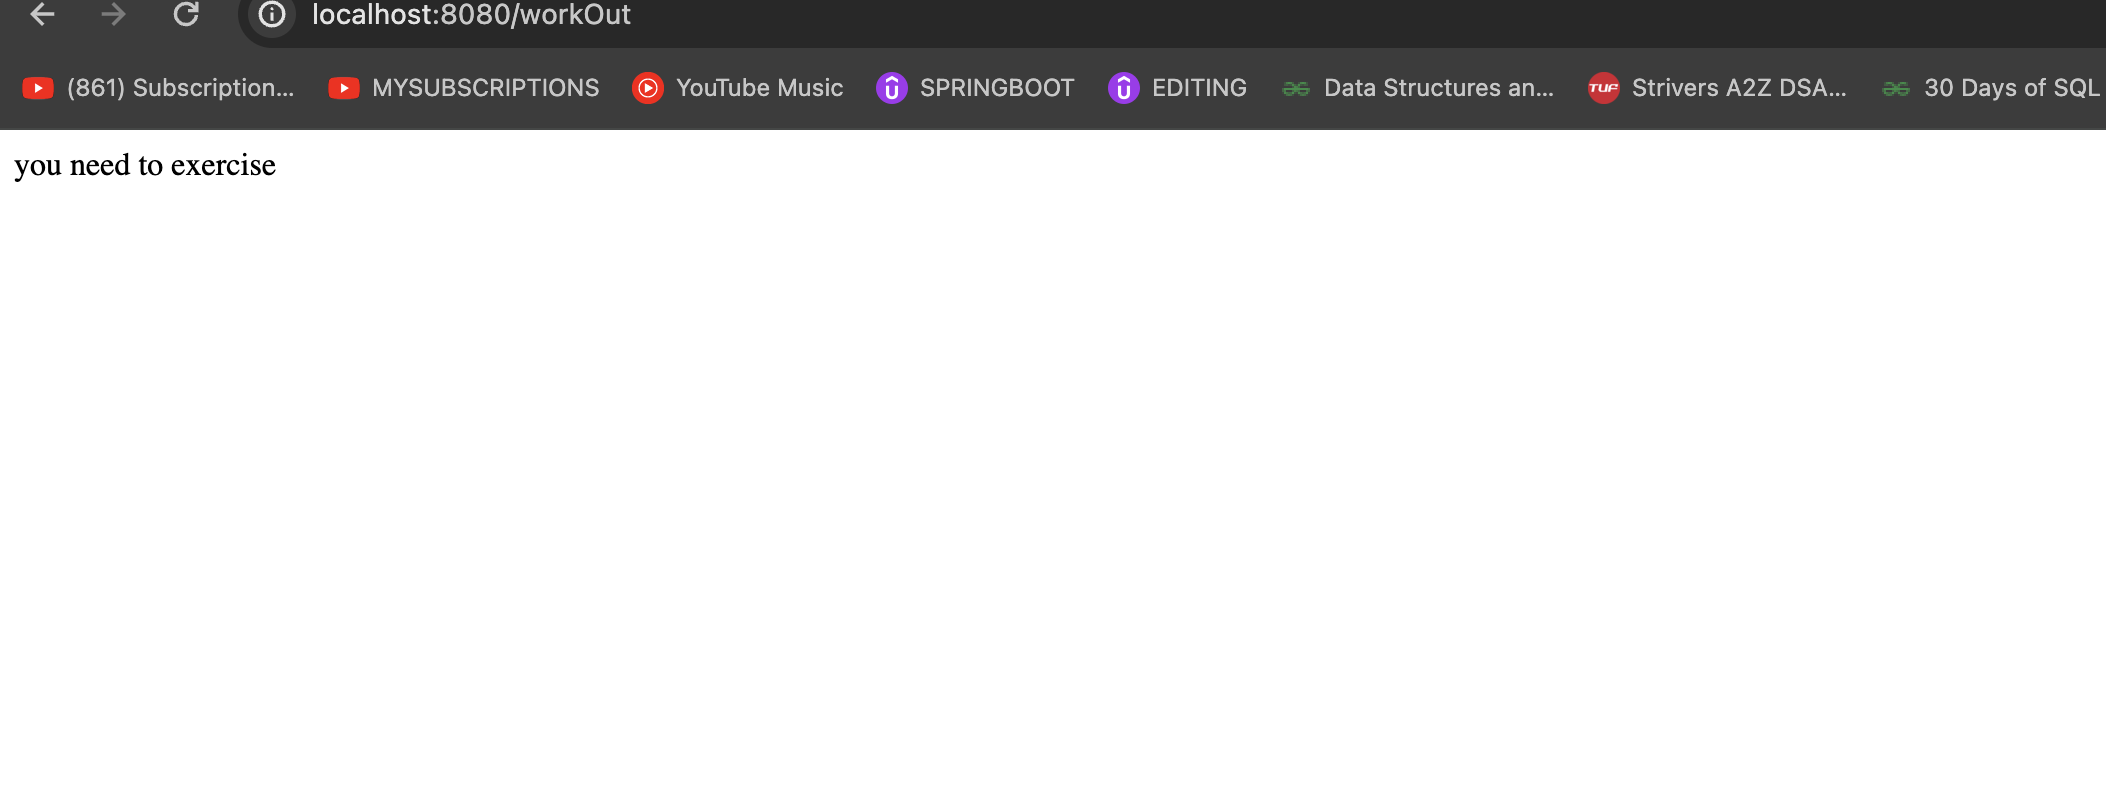 localhost:8080/workOut
(861) Subscription... MYSUBSCRIPTIONS YouTube Music SPRINGBOOT EDITING Data Structures an... TUF Strivers A2Z DSA... 30 Days of SQL
you need to exercise